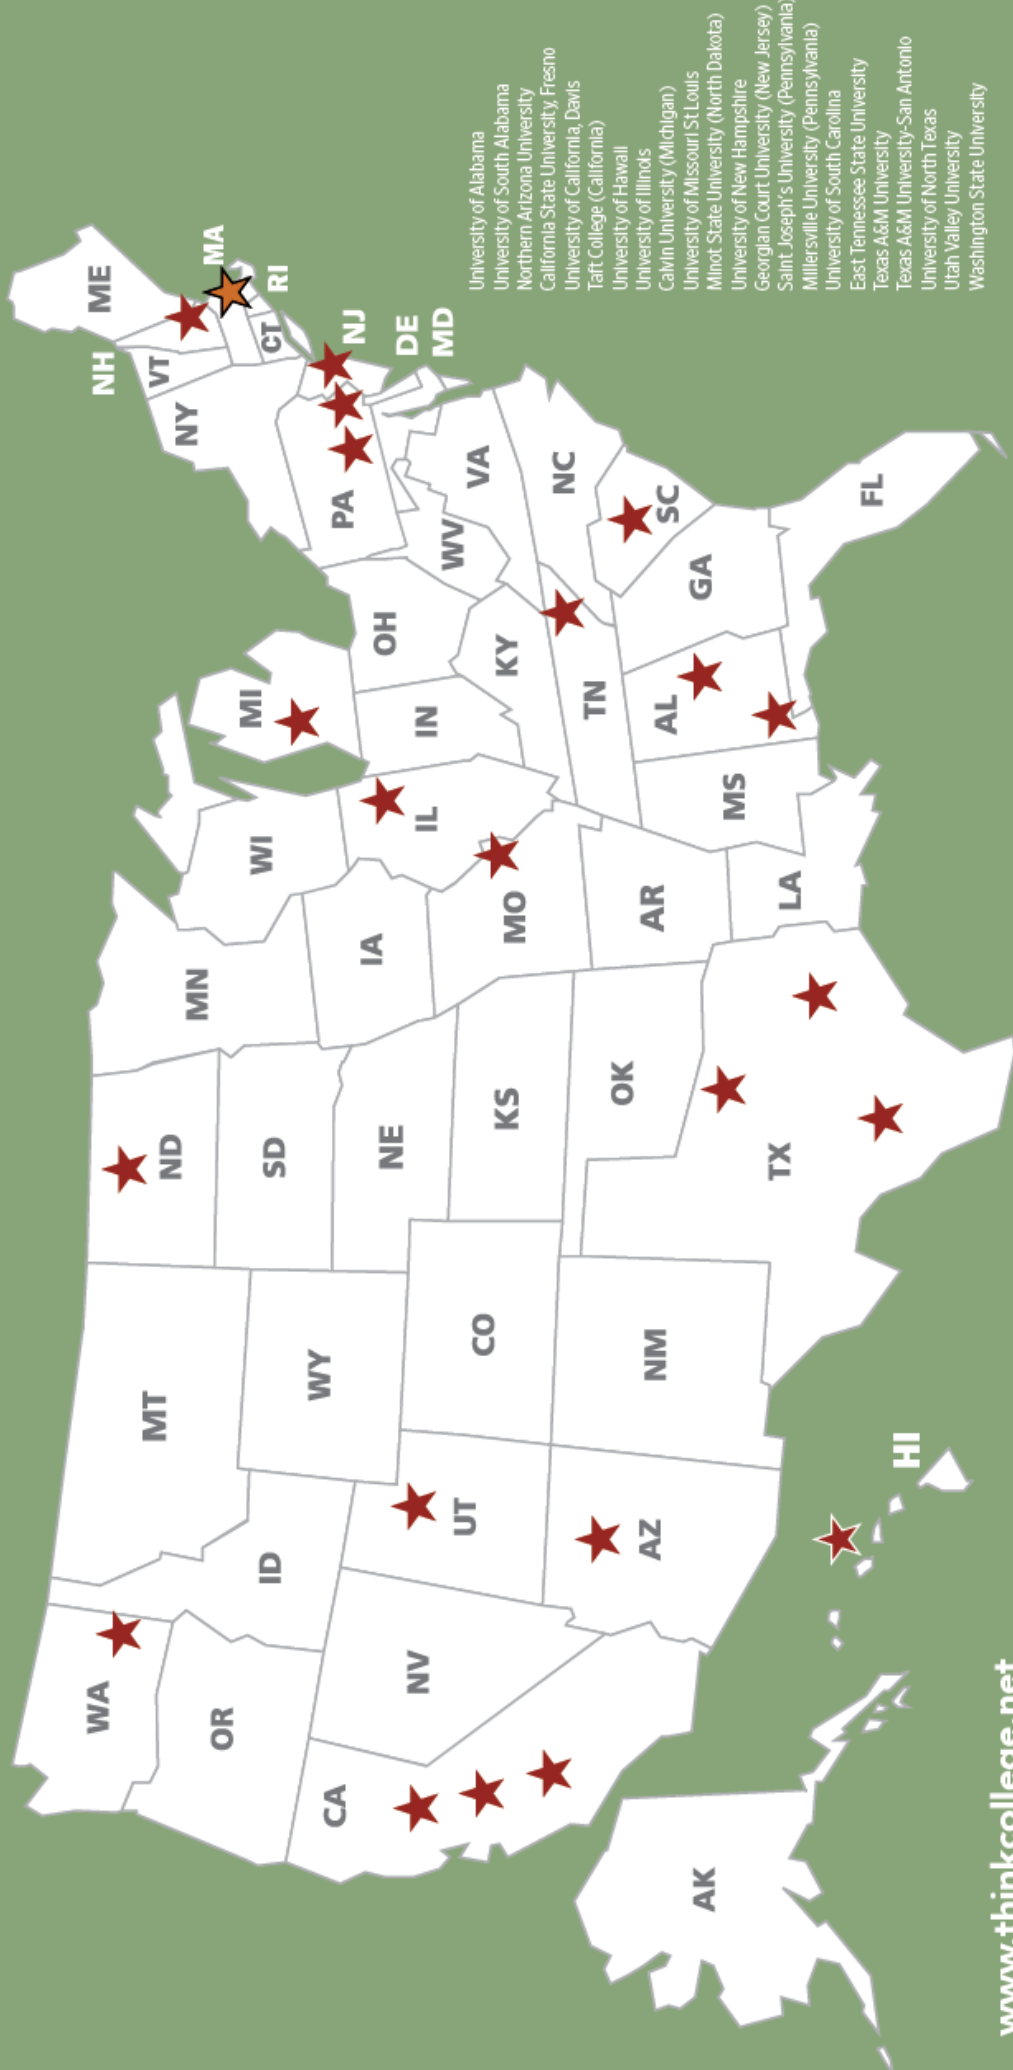 WA
OR
CA
NV
ID
MT
WY
UT
AZ
CO
NM
ND
SD
NE
KS
OK
TX
MN
IA
MO
AR
LA
WI
IL
MS
MI
IN
KY
TN
AL
OH
WV
GA
FL
SC
NC
VA
PA
NY
VT
NH
ME
MA
RI
CT
NJ
DE
MD
AK
HI
University of Alabama
University of South Alabama
Northern Arizona University
California State University, Fresno
University of California, Davis
Taft College (California)
University of Hawaii
University of Illinois
Calvin University (Michigan)
University of Missouri St Louis
Minot State University (North Dakota)
University of New Hampshire
Georgan Court University (New Jersey)
Saint Joseph's University (Pennsylvania)
Millersville University (Pennsylvania)
University of South Carolina
East Tennessee State University
Texas A&M University
Texas A&M University-San Antonio
University of North Texas
Utah Valley University
Washington State University
www.thinkcollege.net